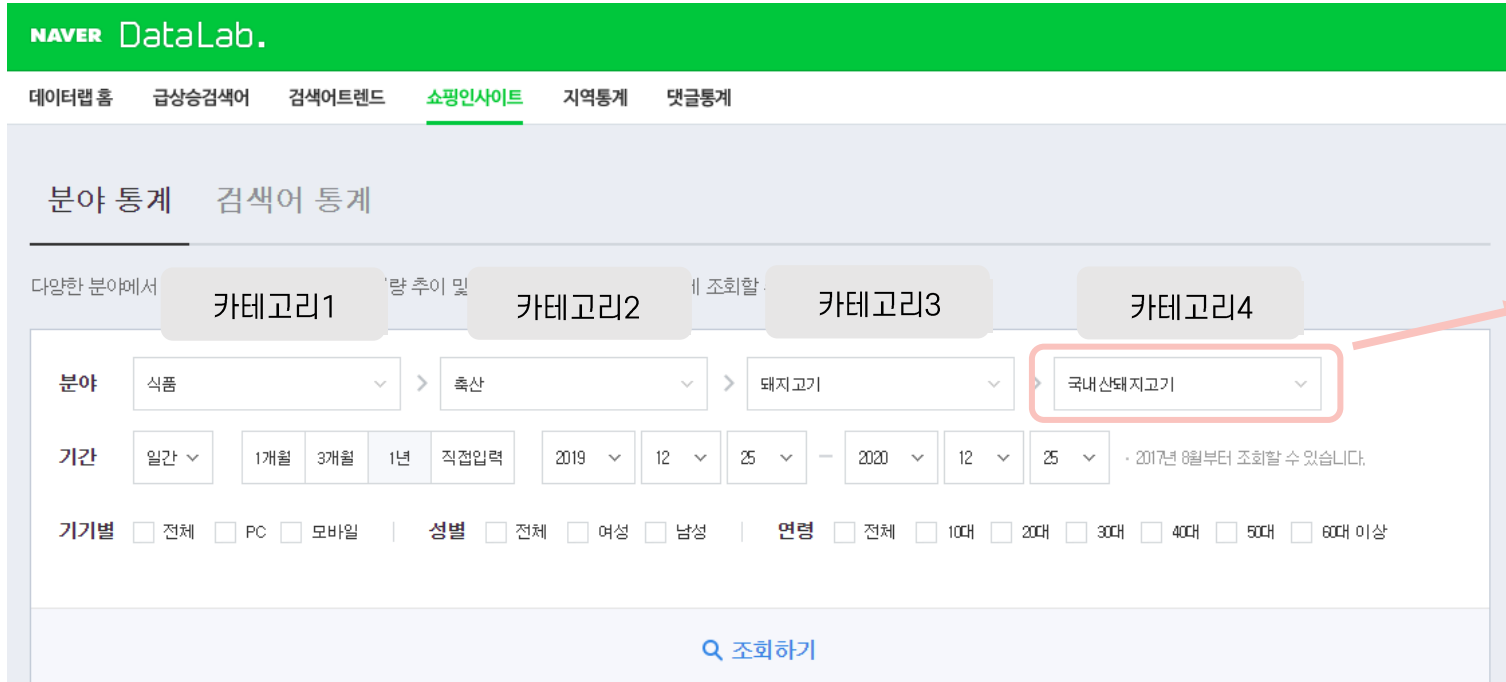 NAVER DataLab.
데이터랩 홈 급상승검색어 검색어트렌드 쇼핑인사이트 지역통계 댓글통계
분야 통계 검색어 통계
다양한 분야에서 량 추이 및 조회할
카테고리1 카테고리2 카테고리3 카테고리4
분야 식품 > 축산 > 돼지고기 > 국내산돼지고기
기간 일간 1개월 3개월 1년 직접입력 2019 12 25 — 2020 12 25 · 2017년 8월부터 조회할 수 있습니다.
기기별 전체 PC 모바일 | 성별 전체 여성 남성 | 연령 전체 10대 20대 30대 40대 50대 60대 이상
조회하기